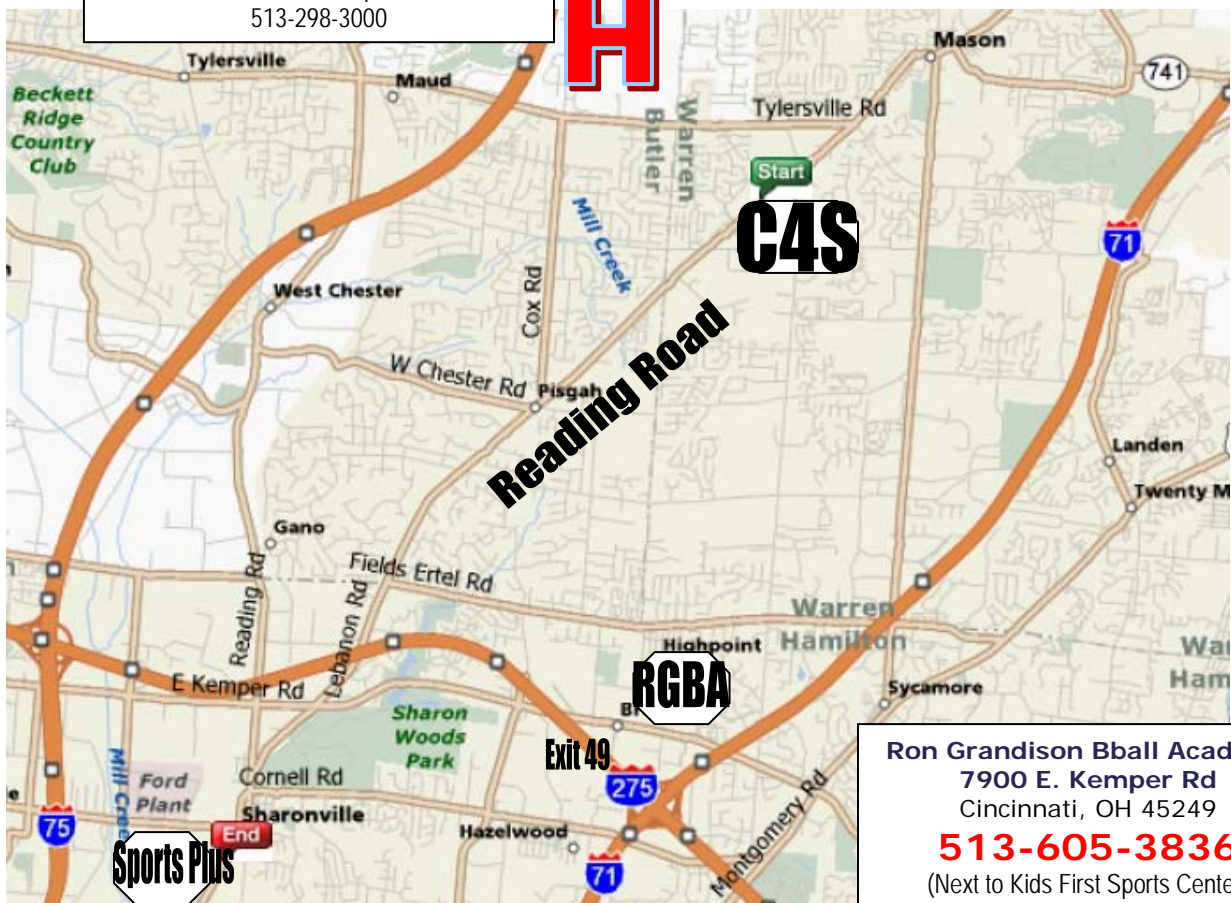 513-298-3000
H
Mason
Tylersville
741
Maud
Beckett
Ridge
Country
Club
Tylersville Rd
Butler
Warren
Start
C4S
Mill Creek
71
West Chester
Cox Rd
Reading Road
W Chester Rd
Pisgah
Landen
Twenty M
Gano
Fields Ertel Rd
Reading Rd
Lebanon Rd
Warren
Hamilton
Highpoint
RGBA
E Kemper Rd
Sycamore
Sharon
Woods
Park
Exit 49
275
Mill Cree
Ford
Plant
Cornell Rd
Sharonville
End
75
Sports Plus
Hazelwood
71
Montgomery Rd
Ron Grandison Bball Acad
7900 E. Kemper Rd
Cincinnati, OH 45249
513-605-3836
(Next to Kids First Sports Cente